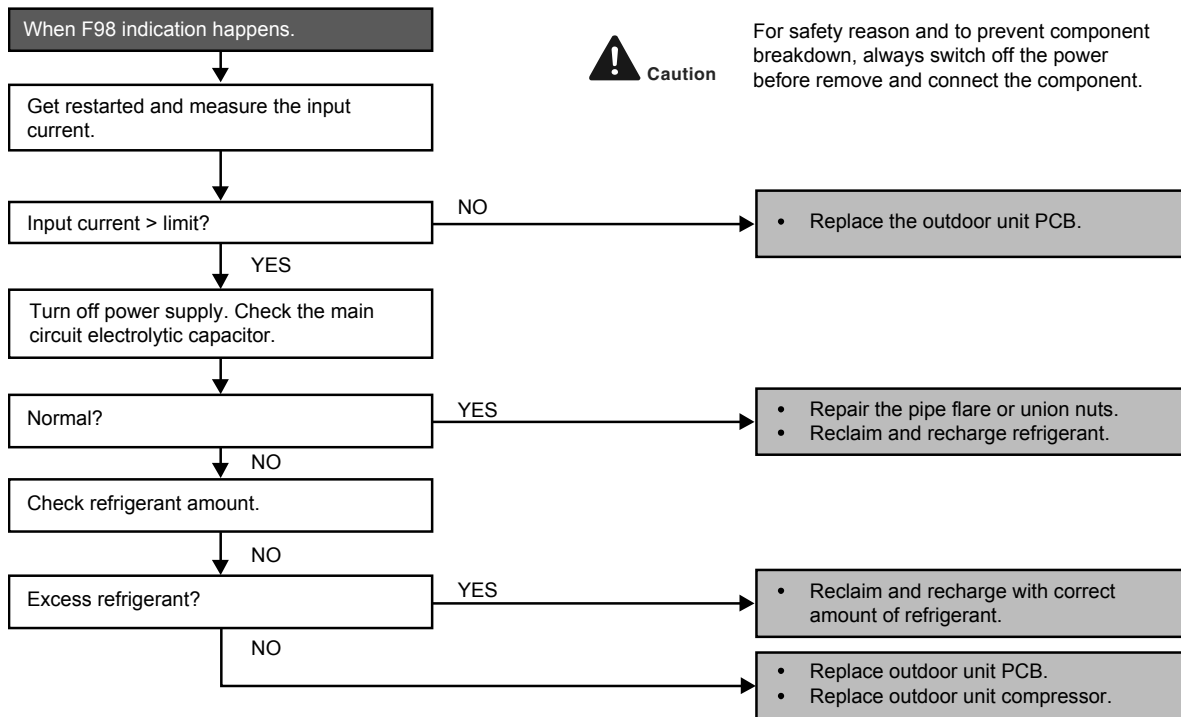 When F98 indication happens.
Caution
For safety reason and to prevent component
breakdown, always switch off the power
before remove and connect the component.
Get restarted and measure the input
current.
Input current > limit?
NO
• Replace the outdoor unit PCB.
YES
Turn off power supply. Check the main
circuit electrolytic capacitor.
Normal?
YES
• Repair the pipe flare or union nuts.
• Reclaim and recharge refrigerant.
NO
Check refrigerant amount.
NO
Excess refrigerant?
YES
• Reclaim and recharge with correct
amount of refrigerant.
NO
• Replace outdoor unit PCB.
• Replace outdoor unit compressor.